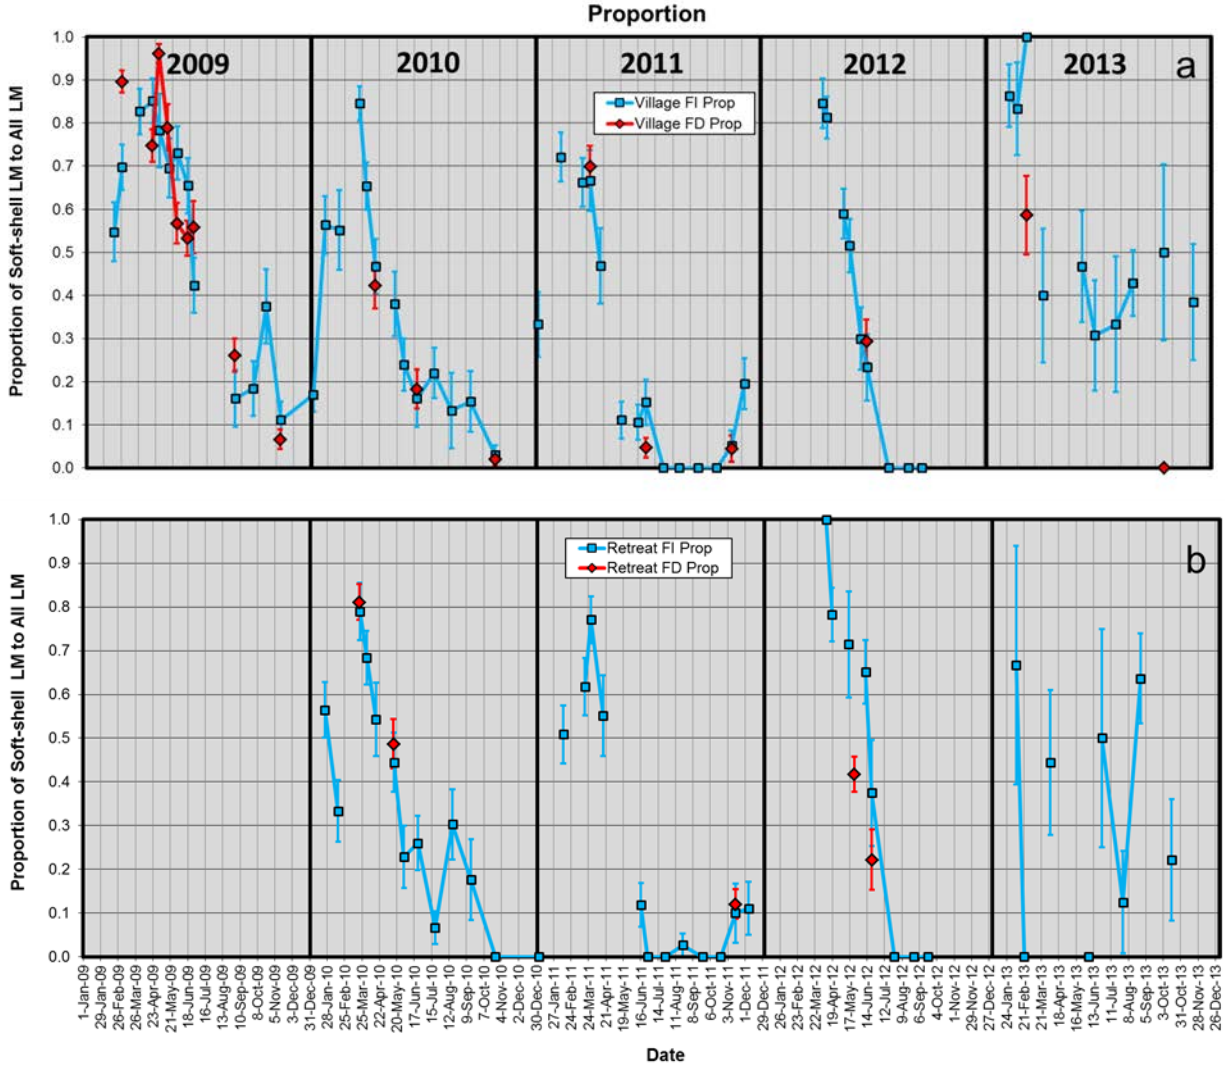 Proportion
Proportion of Soft-shell LM to All LM
1.0
0.9
0.8
0.7
0.6
0.5
0.4
0.3
0.2
0.1
0.0
2009
2010
2011
2012
2013
a
Village FI Prop
Village FD Prop
Proportion of Soft-shell LM to All LM
1.0
0.9
0.8
0.7
0.6
0.5
0.4
0.3
0.2
0.1
0.0
b
Retreat FI Prop
Retreat FD Prop
1-Jan-09
29-Jan-09
26-Feb-09
26-Mar-09
23-Apr-09
21-May-09
18-Jun-09
16-Jul-09
13-Aug-09
10-Sep-09
8-Oct-09
5-Nov-09
3-Dec-09
31-Dec-09
28-Jan-10
25-Feb-10
25-Mar-10
22-Apr-10
20-May-10
17-Jun-10
15-Jul-10
12-Aug-10
9-Sep-10
7-Oct-10
4-Nov-10
2-Dec-10
30-Dec-10
27-Jan-11
24-Feb-11
24-Mar-11
21-Apr-11
19-May-11
16-Jun-11
14-Jul-11
11-Aug-11
8-Sep-11
6-Oct-11
3-Nov-11
1-Dec-11
29-Dec-11
26-Jan-12
23-Feb-12
22-Mar-12
19-Apr-12
17-May-12
14-Jun-12
12-Jul-12
9-Aug-12
6-Sep-12
4-Oct-12
1-Nov-12
29-Nov-12
27-Dec-12
24-Jan-13
21-Feb-13
21-Mar-13
18-Apr-13
16-May-13
13-Jun-13
11-Jul-13
8-Aug-13
5-Sep-13
3-Oct-13
31-Oct-13
28-Nov-13
26-Dec-13
Date